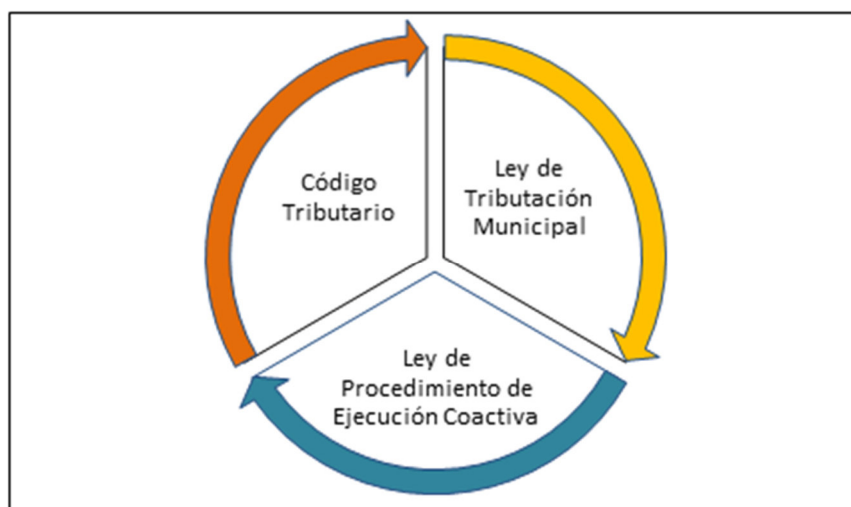 Código
Tributario
Ley de
Tributación
Municipal
Ley de
Procedimiento de
Ejecución Coactiva